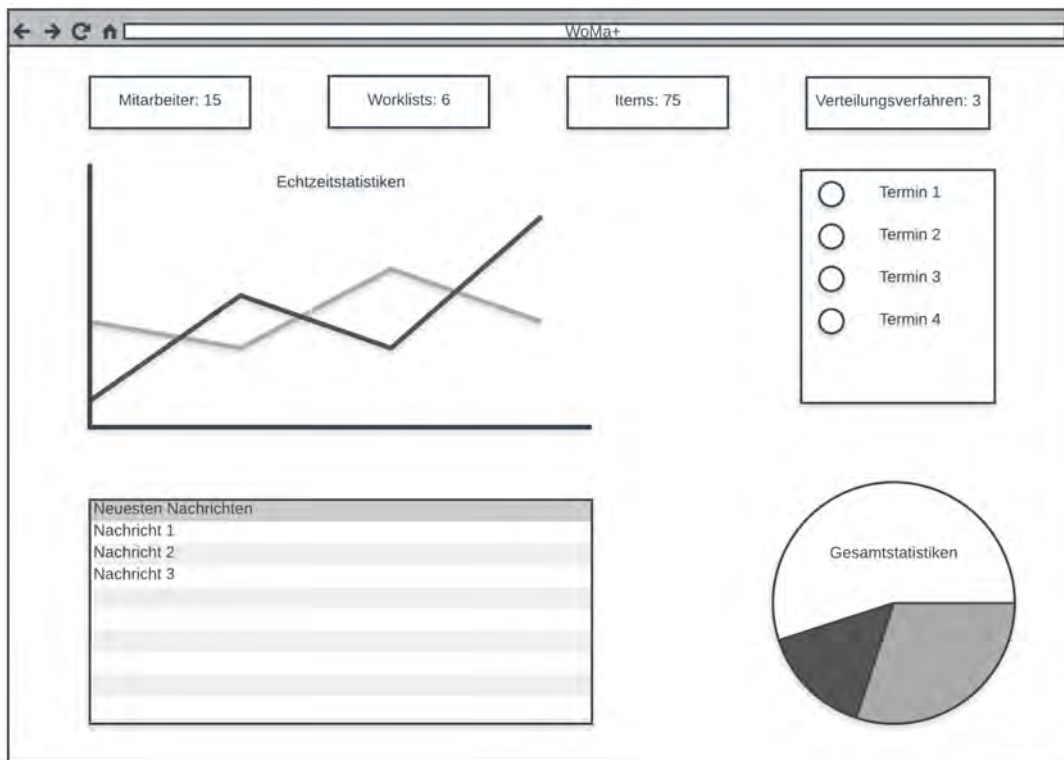 WoMa+
Mitarbeiter: 15
Worklists: 6
Items: 75
Verteilungsverfahren: 3
Echtzeitstatistiken
Termin 1
Termin 2
Termin 3
Termin 4
Neuesten Nachrichten
Nachricht 1
Nachricht 2
Nachricht 3
Gesamtstatistiken